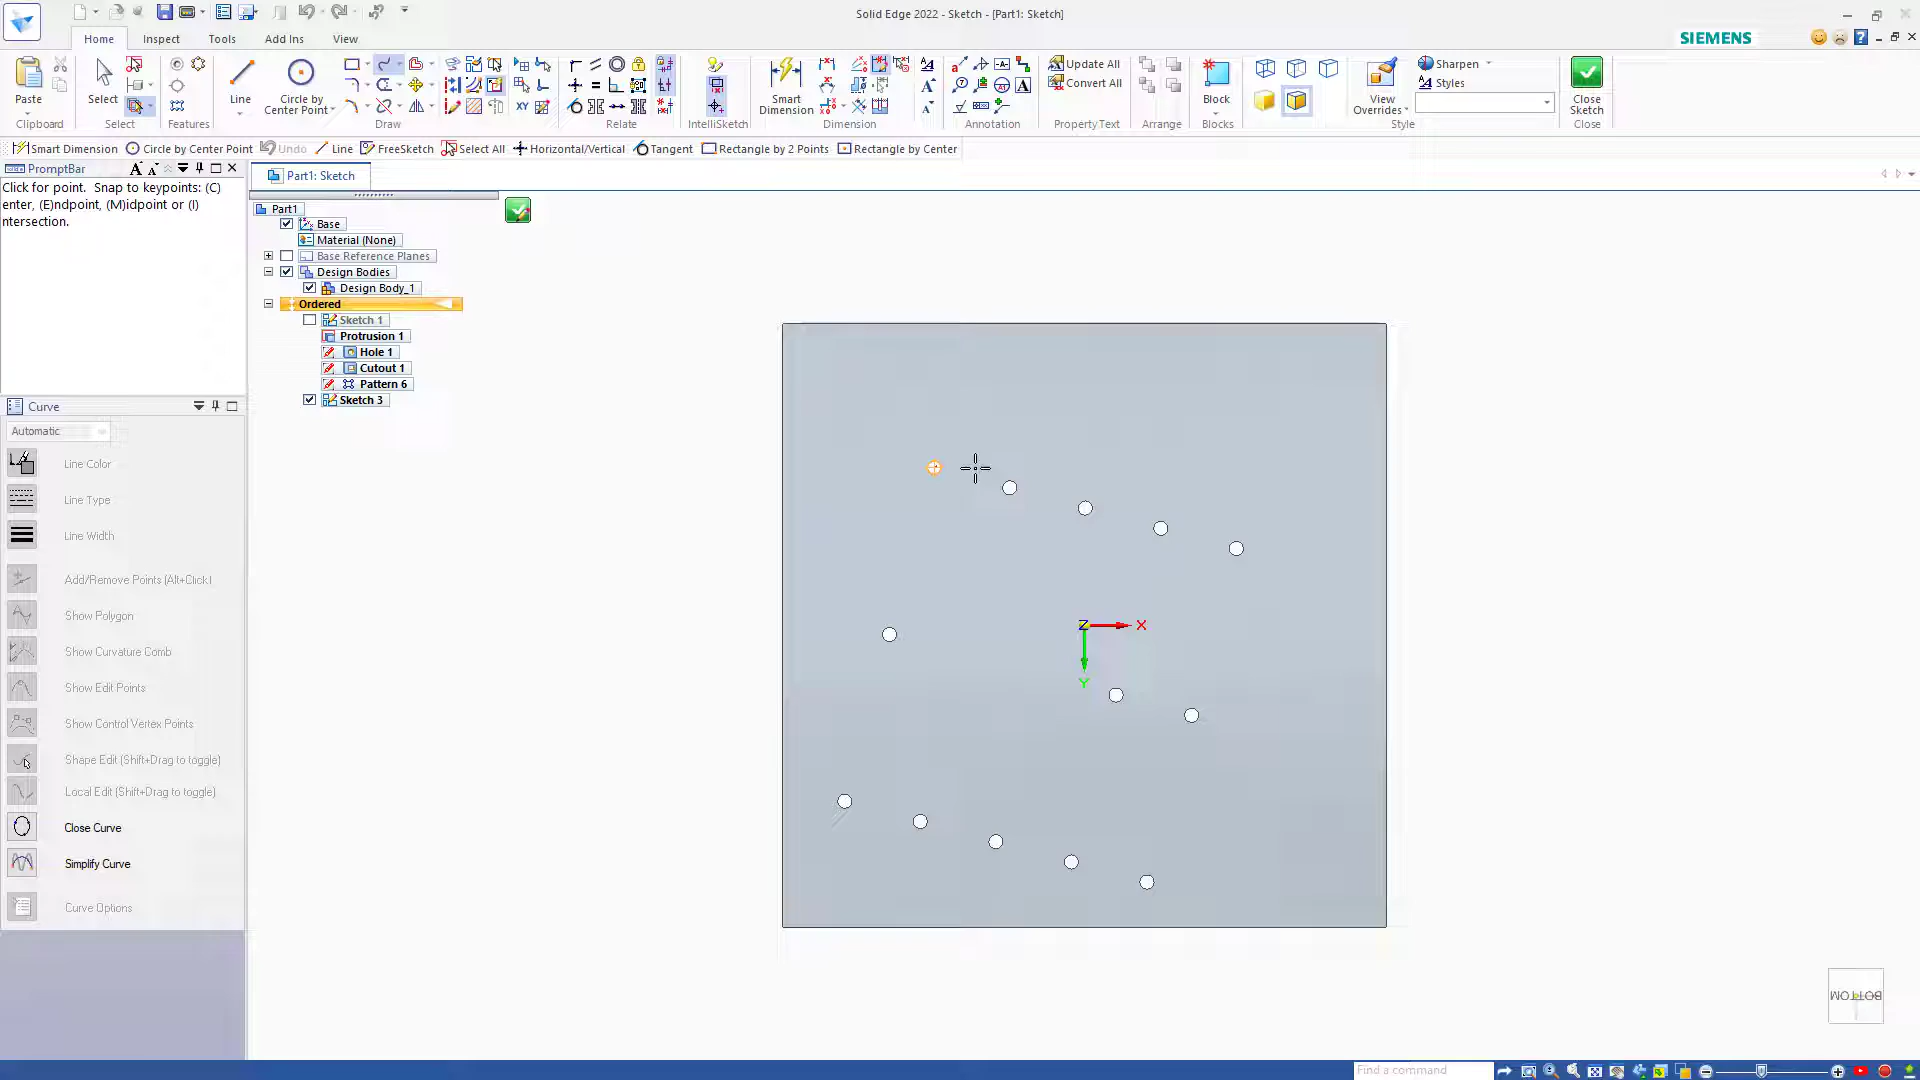 Solid Edge 2022 - Sketch - [Part1: Sketch]
Home Inspect Tools Add Ins View
SIEMENS
Paste Select Line Circle by Center Point Smart Dimension Update All Convert All Block View Overrides Sharpen Styles Close Sketch
Clipboard Select Features Draw Relate IntelliSketch Dimension Annotation PropertyText Arrange Blocks Style Close
Smart Dimension Circle by Center Point Undo Line FreeSketch Select All Horizontal/Vertical Tangent Rectangle by 2 Points Rectangle by Center
PromptBar
Part1: Sketch
Click for point. Snap to keypoints: (C)
enter, (E)ndpoint, (M)idpoint or (I)
ntersection.
Part1
Base
Material (None)
Base Reference Planes
Design Bodies
Design Body_1
Ordered
Sketch 1
Protrusion 1
Hole 1
Cutout 1
Pattern 6
Sketch 3
Curve
Automatic
Line Color
Line Type
Line Width
Add/Remove Points (Alt+Click)
Show Polygon
Show Curvature Comb
Show Edit Points
Show Control Vertex Points
Shape Edit (Shift+Drag to toggle)
Local Edit (Shift+Drag to toggle)
Close Curve
Simplify Curve
Curve Options
Z X
Y
BOTTOM
Find a command